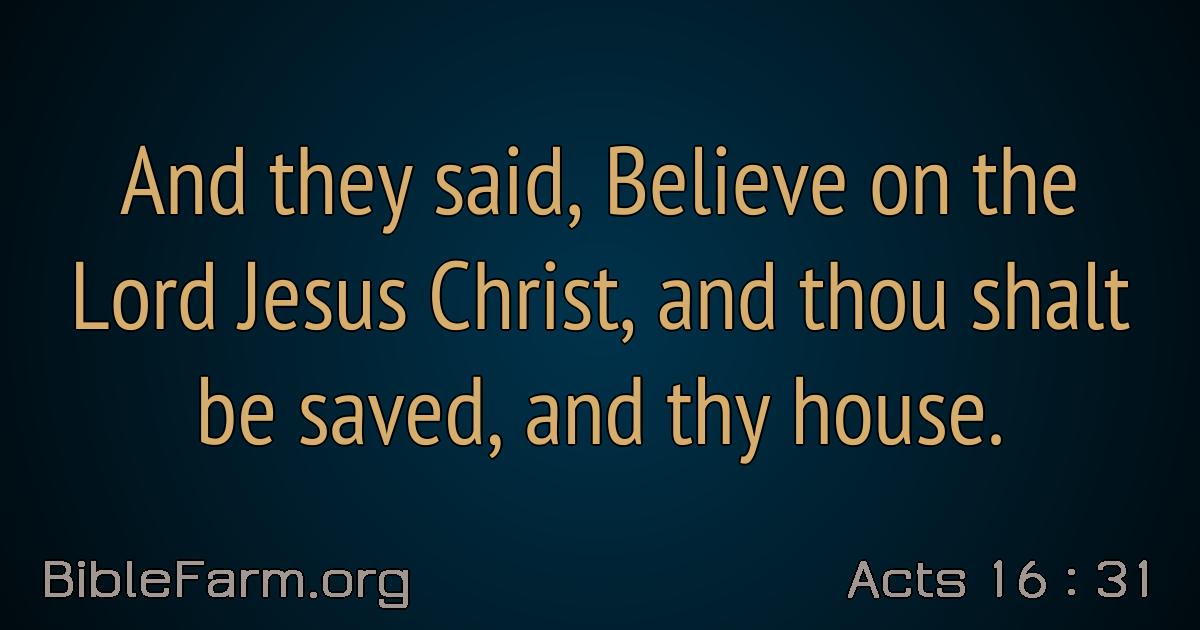 And they said, Believe on the
Lord Jesus Christ, and thou shalt
be saved, and thy house.
BibleFarm.org
Acts 16 : 31